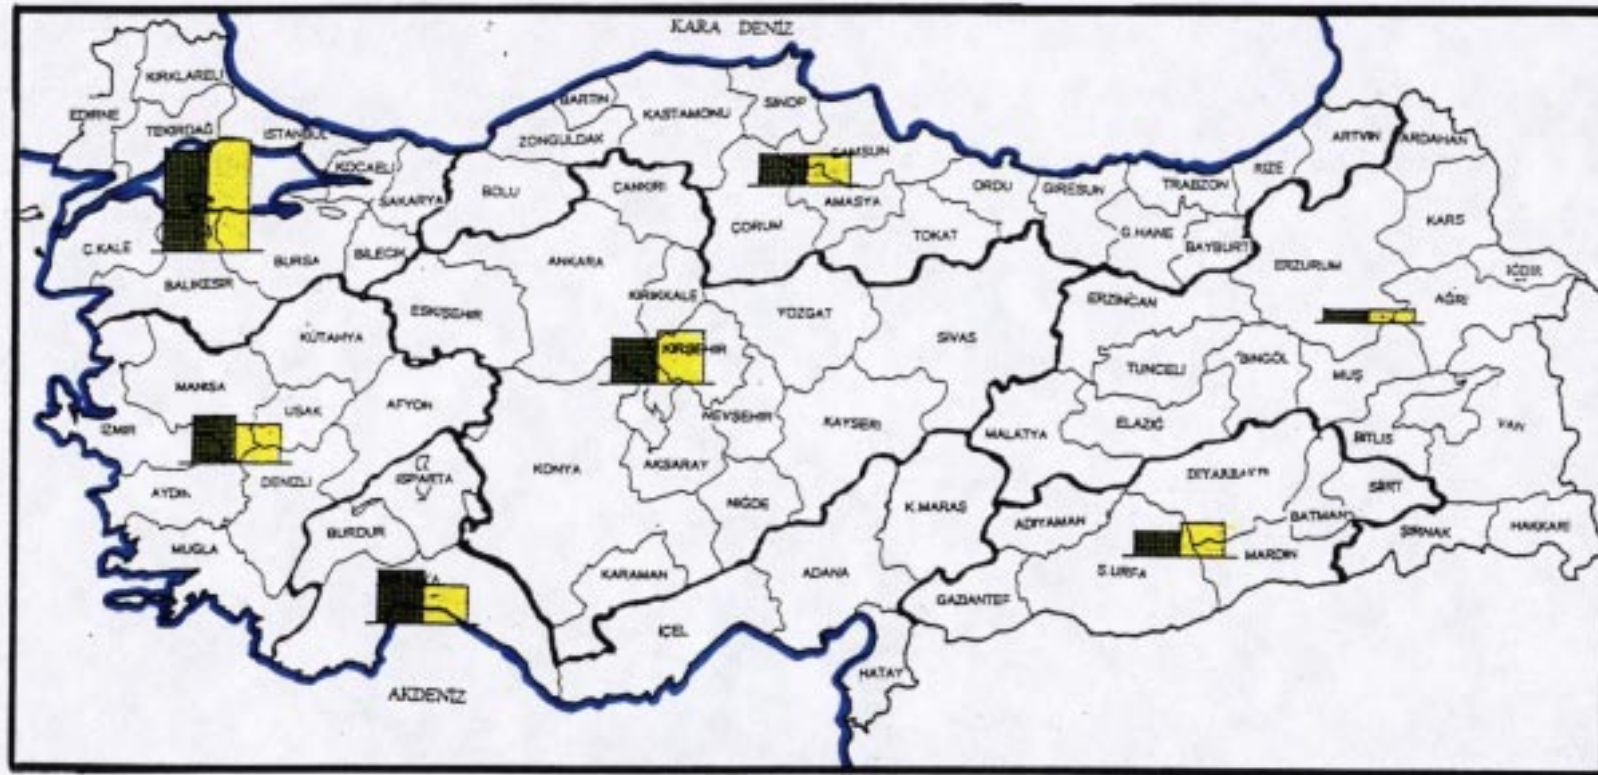 KARA DENİZ
KIRKLARELİ
EDİRNE
TEKİRDAĞ
İSTANBUL
KOCAELİ
SAKARYA
BARTIN
ZONGULDAK
KASTAMONU
SİNOP
SAMSUN
BOLU
ÇANKIRI
ÇORUM
AMASYA
TOKAT
ORDU
GİRESUN
TRABZON
RİZE
ARTVİN
ARDAHAN
KARS
G.HANE
BAYBURT
ERZURUM
IĞDIR
AĞRI
Ç.KALE
BALIKESİR
BURSA
BİLECİK
ANKARA
ESKİŞEHİR
KIRIKKALE
YOZGAT
SİVAS
ERZİNCAN
KÜTAHYA
KIRŞEHİR
TUNCELİ
BİNGÖL
MUŞ
MANİSA
UŞAK
AFYON
NEVŞEHİR
KAYSERİ
MALATYA
ELAZIĞ
BİTLİS
VAN
İZMİR
AYDIN
DENİZLİ
ISPARTA
KONYA
AKSARAY
NİĞDE
K.MARAŞ
DİYARBAKIR
SİİRT
MUĞLA
BURDUR
KARAMAN
ADANA
ADIYAMAN
BATMAN
ŞIRNAK
HAKKARİ
S.URFA
MARDİN
GAZİANTEP
İÇEL
HATAY
AKDENİZ